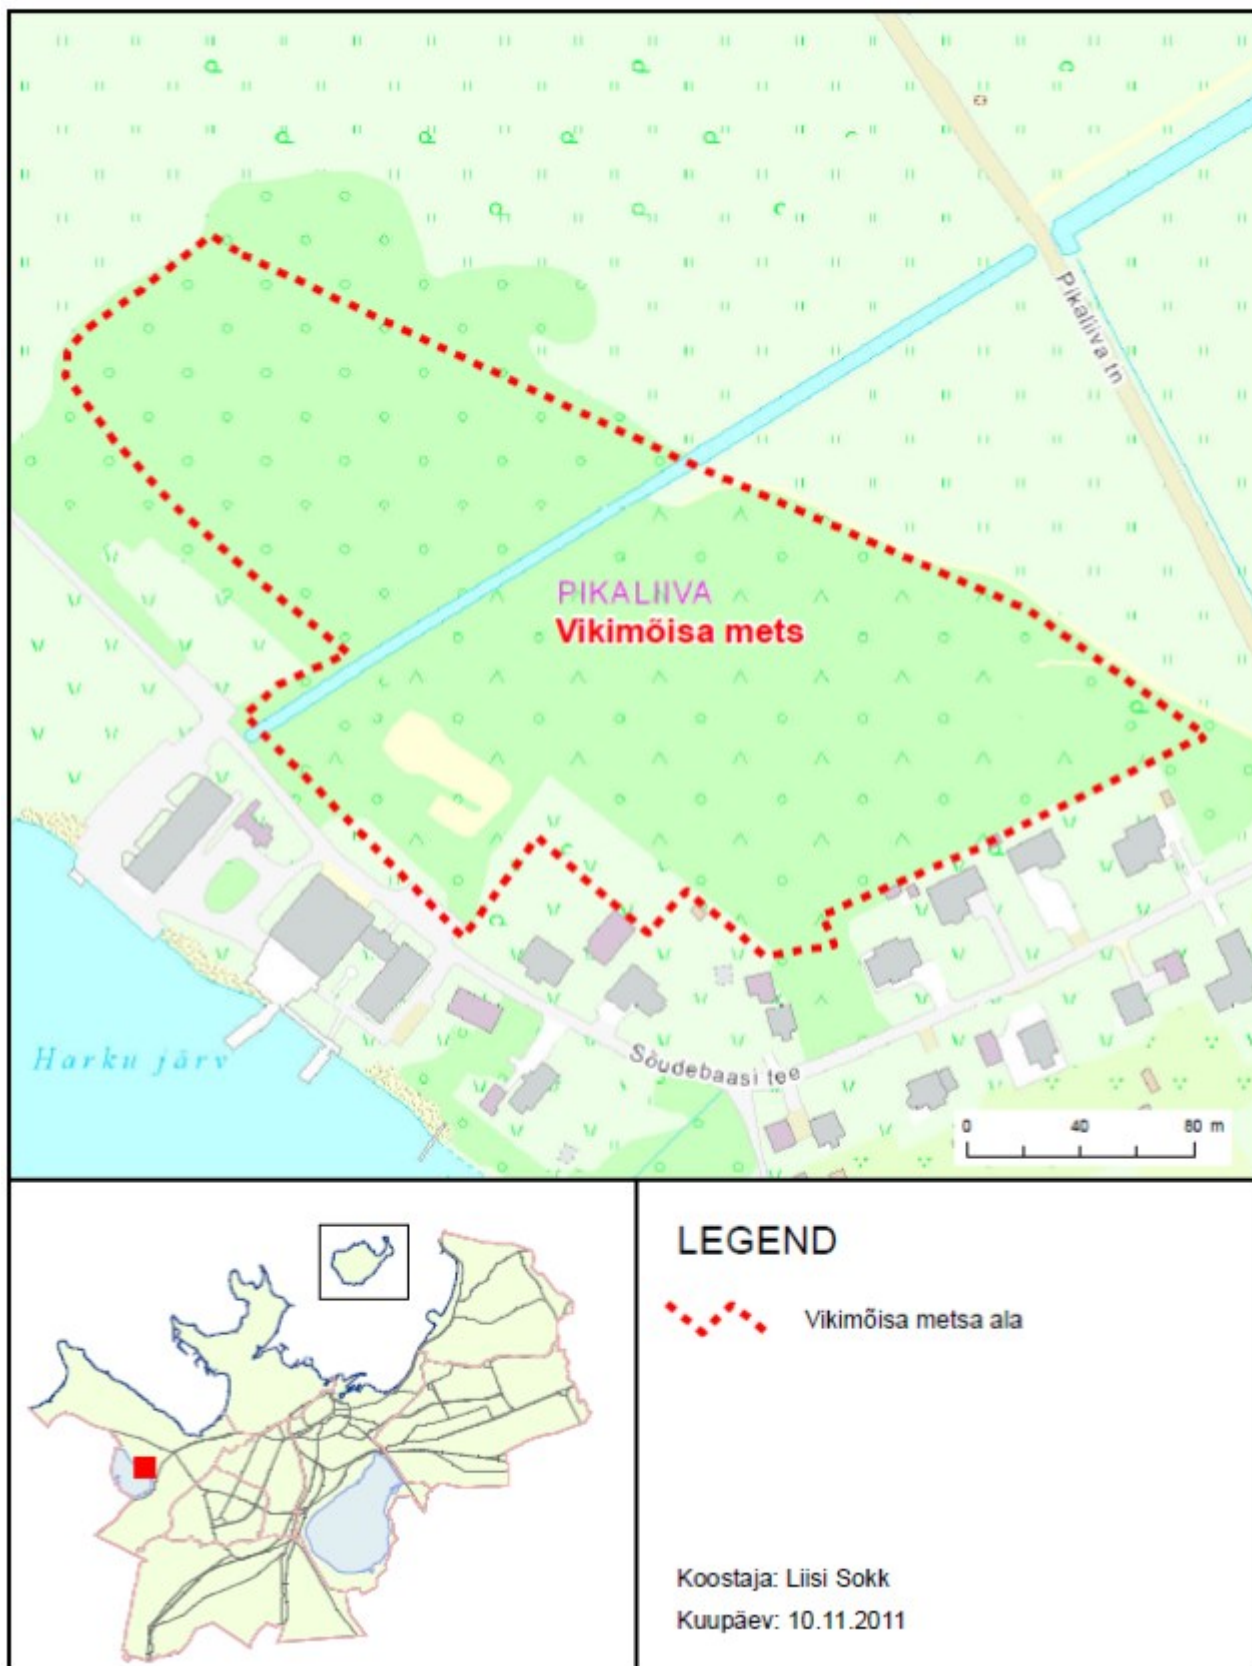 Pikaliiva tn
PIKALIIVA
Vikimõisa mets
Harku järv
Sõudebaasi tee
0 40 80 m
LEGEND
Vikimõisa metsa ala
Koostaja: Liisi Sokk
Kuupäev: 10.11.2011